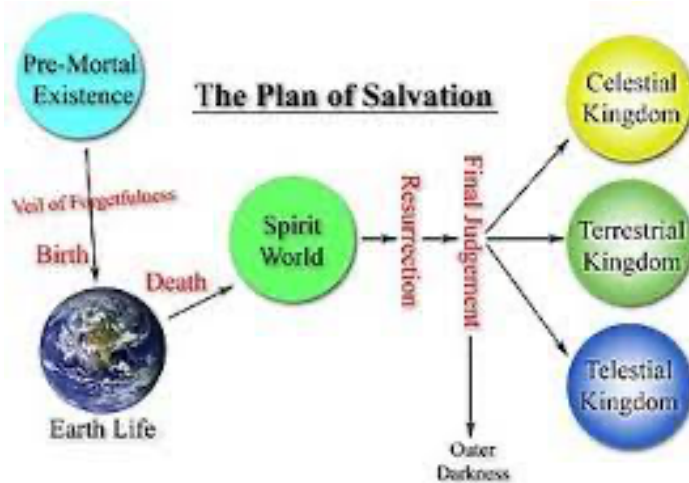 Pre-Mortal
Existence
The Plan of Salvation
Veil of Forgetfulness
Birth
Earth Life
Death
Spirit
World
Resurrection
Final Judgement
Celestial
Kingdom
Terrestrial
Kingdom
Telestial
Kingdom
Outer
Darkness